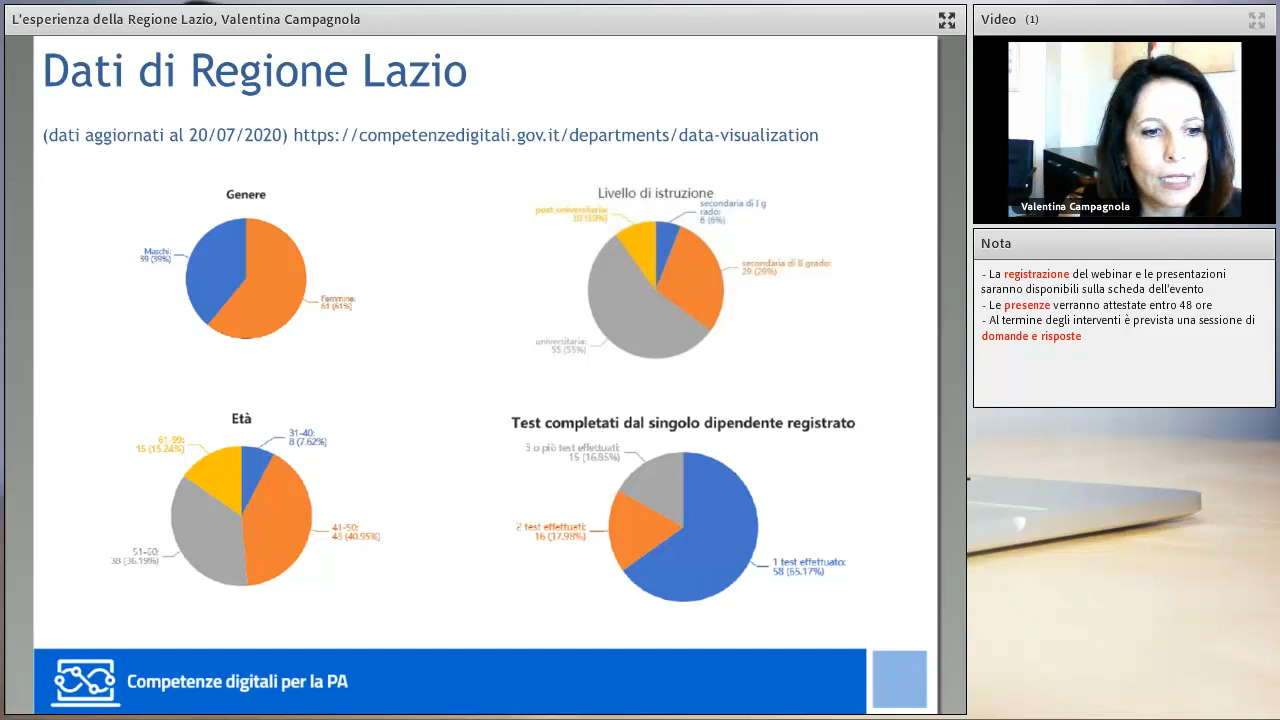 L'esperienza della Regione Lazio, Valentina Campagnola
Dati di Regione Lazio
(dati aggiornati al 20/07/2020) https://competenzedigitali.gov.it/departments/data-visualization
Genere
Maschi:
39 (39%)
Femmine:
61 (61%)
Livello di istruzione
post-universitaria:
10 (10%)
secondaria di I g
rado:
6 (6%)
secondaria di II grado:
29 (29%)
universitaria:
55 (55%)
Età
61-99:
16 (15.24%)
31-40:
8 (7.62%)
41-50:
43 (40.95%)
51-60:
38 (36.19%)
Test completati dal singolo dipendente registrato
3 o più test effettuati:
15 (16.85%)
2 test effettuati:
16 (17.98%)
1 test effettuato:
58 (65.17%)
Competenze digitali per la PA
Video (1)
Valentina Campagnola
Nota
- La registrazione del webinar e le presentazioni
saranno disponibili sulla scheda dell'evento
- Le presenze verranno attestate entro 48 ore
- Al termine degli interventi è prevista una sessione di
domande e risposte